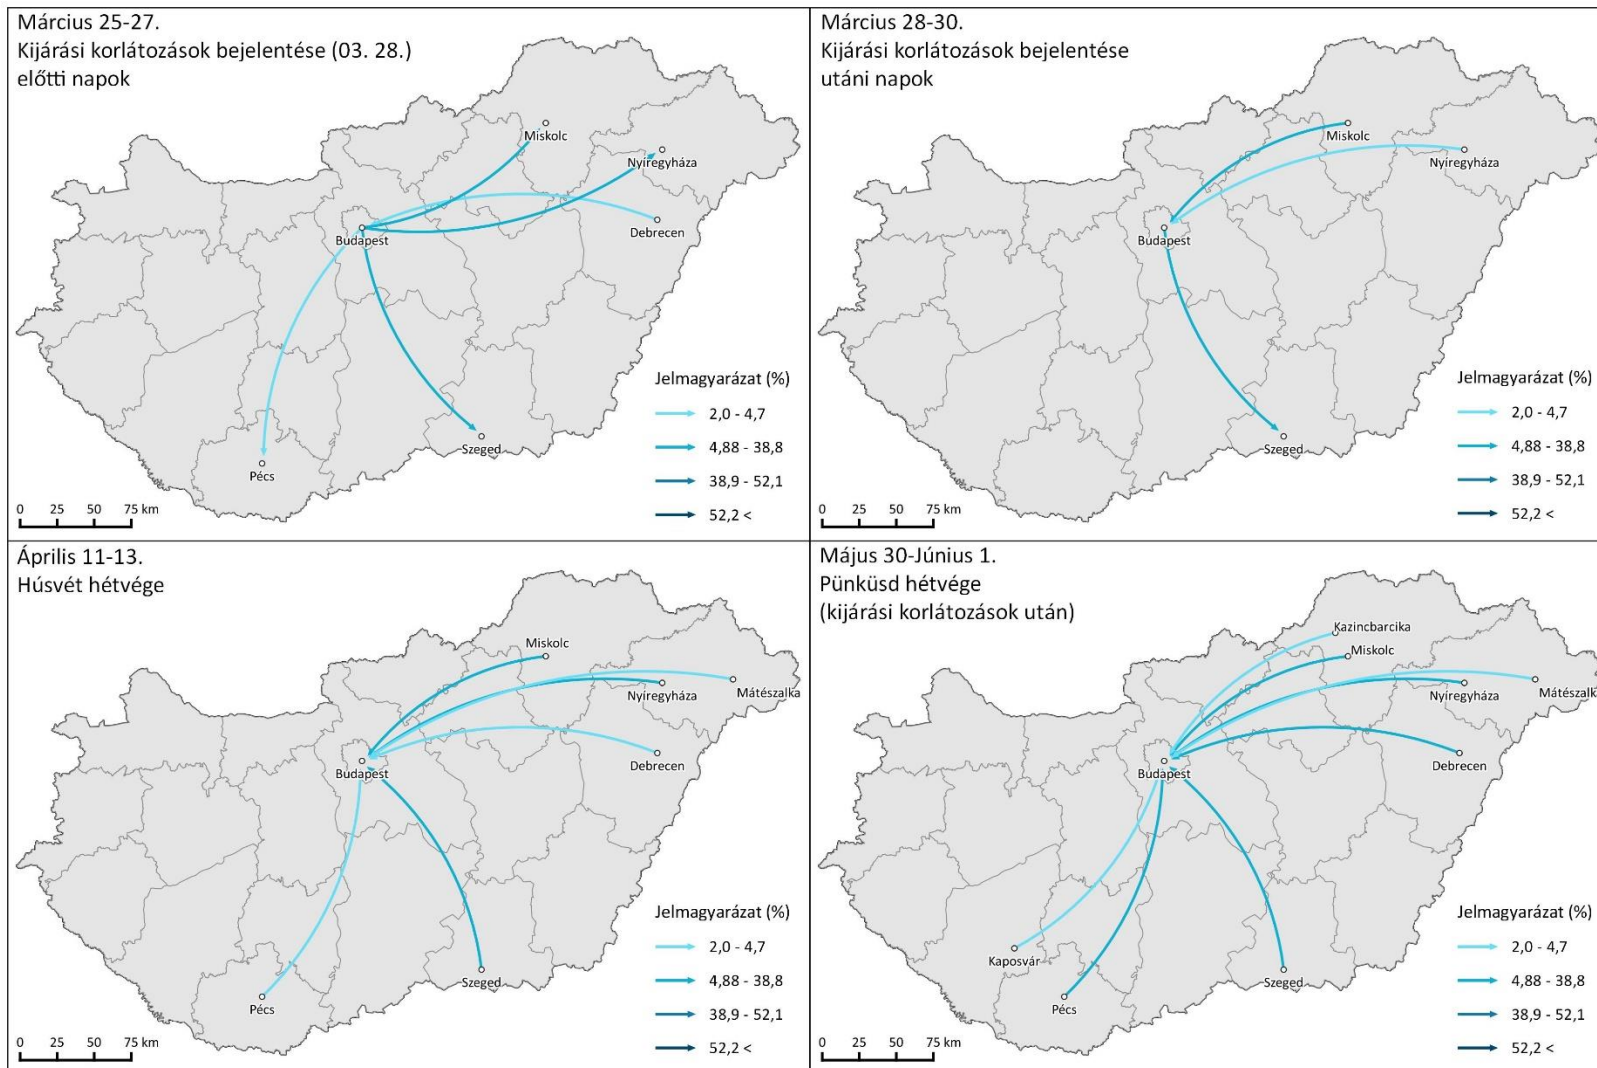 Március 25-27.
Kijárási korlátozások bejelentése (03. 28.)
előtti napok
Miskolc
Nyíregyháza
Debrecen
Budapest
Szeged
Pécs
Jelmagyarázat (%)
2,0 - 4,7
4,88 - 38,8
38,9 - 52,1
52,2 <
0 25 50 75 km
Március 28-30.
Kijárási korlátozások bejelentése
utáni napok
Miskolc
Nyíregyháza
Budapest
Szeged
Jelmagyarázat (%)
2,0 - 4,7
4,88 - 38,8
38,9 - 52,1
52,2 <
0 25 50 75 km
Április 11-13.
Húsvét hétvége
Miskolc
Nyíregyháza
Mátészalka
Debrecen
Budapest
Szeged
Pécs
Jelmagyarázat (%)
2,0 - 4,7
4,88 - 38,8
38,9 - 52,1
52,2 <
0 25 50 75 km
Május 30-Június 1.
Pünküsd hétvége
(kijárási korlátozások után)
Kazincbarcika
Miskolc
Nyíregyháza
Mátészalka
Debrecen
Budapest
Kaposvár
Szeged
Pécs
Jelmagyarázat (%)
2,0 - 4,7
4,88 - 38,8
38,9 - 52,1
52,2 <
0 25 50 75 km